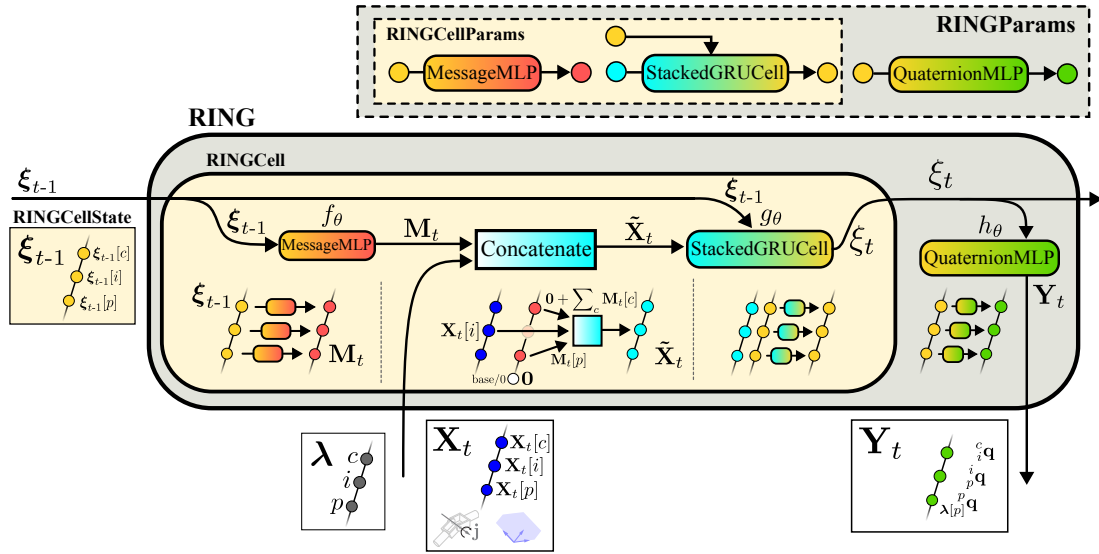 RINGParams
RINGCellParams
MessageMLP
StackedGRUCell
QuaternionMLP
RING
RINGCell
ξ_{t-1}
RINGCellState
ξ_{t-1}
ξ_{t-1}[c]
ξ_{t-1}[i]
ξ_{t-1}[p]
ξ_{t-1}
f_θ
MessageMLP
M_t
Concatenate
X̃_t
ξ_{t-1}
g_θ
StackedGRUCell
ξ_t
ξ_t
h_θ
QuaternionMLP
Y_t
ξ_{t-1}
M_t
X_t[i]
0 + ∑_c M_t[c]
M_t[p]
base/0
0
X̃_t
λ
c
i
p
X_t
X_t[c]
X_t[i]
X_t[p]
j
Y_t
^c_i q
^i_p q
^p_{λ[p]} q